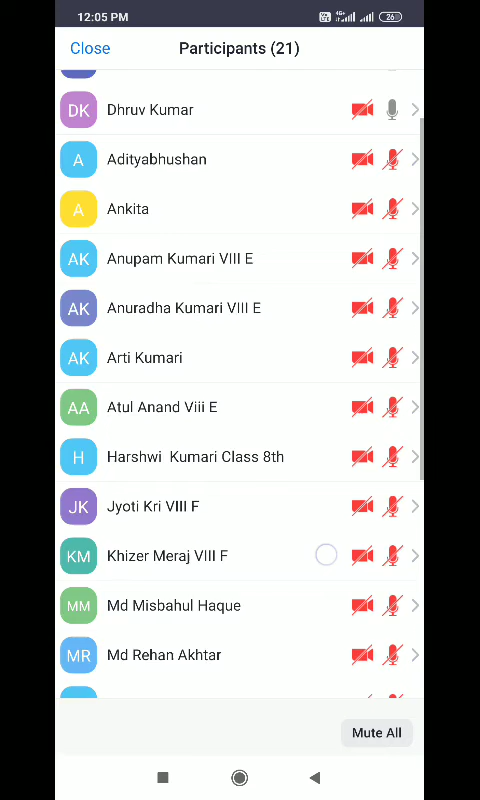 12:05 PM
4G+
26
Close
Participants (21)
DK Dhruv Kumar
A Adityabhushan
A Ankita
AK Anupam Kumari VIII E
AK Anuradha Kumari VIII E
AK Arti Kumari
AA Atul Anand Viii E
H Harshwi Kumari Class 8th
JK Jyoti Kri VIII F
KM Khizer Meraj VIII F
MM Md Misbahul Haque
MR Md Rehan Akhtar
Mute All